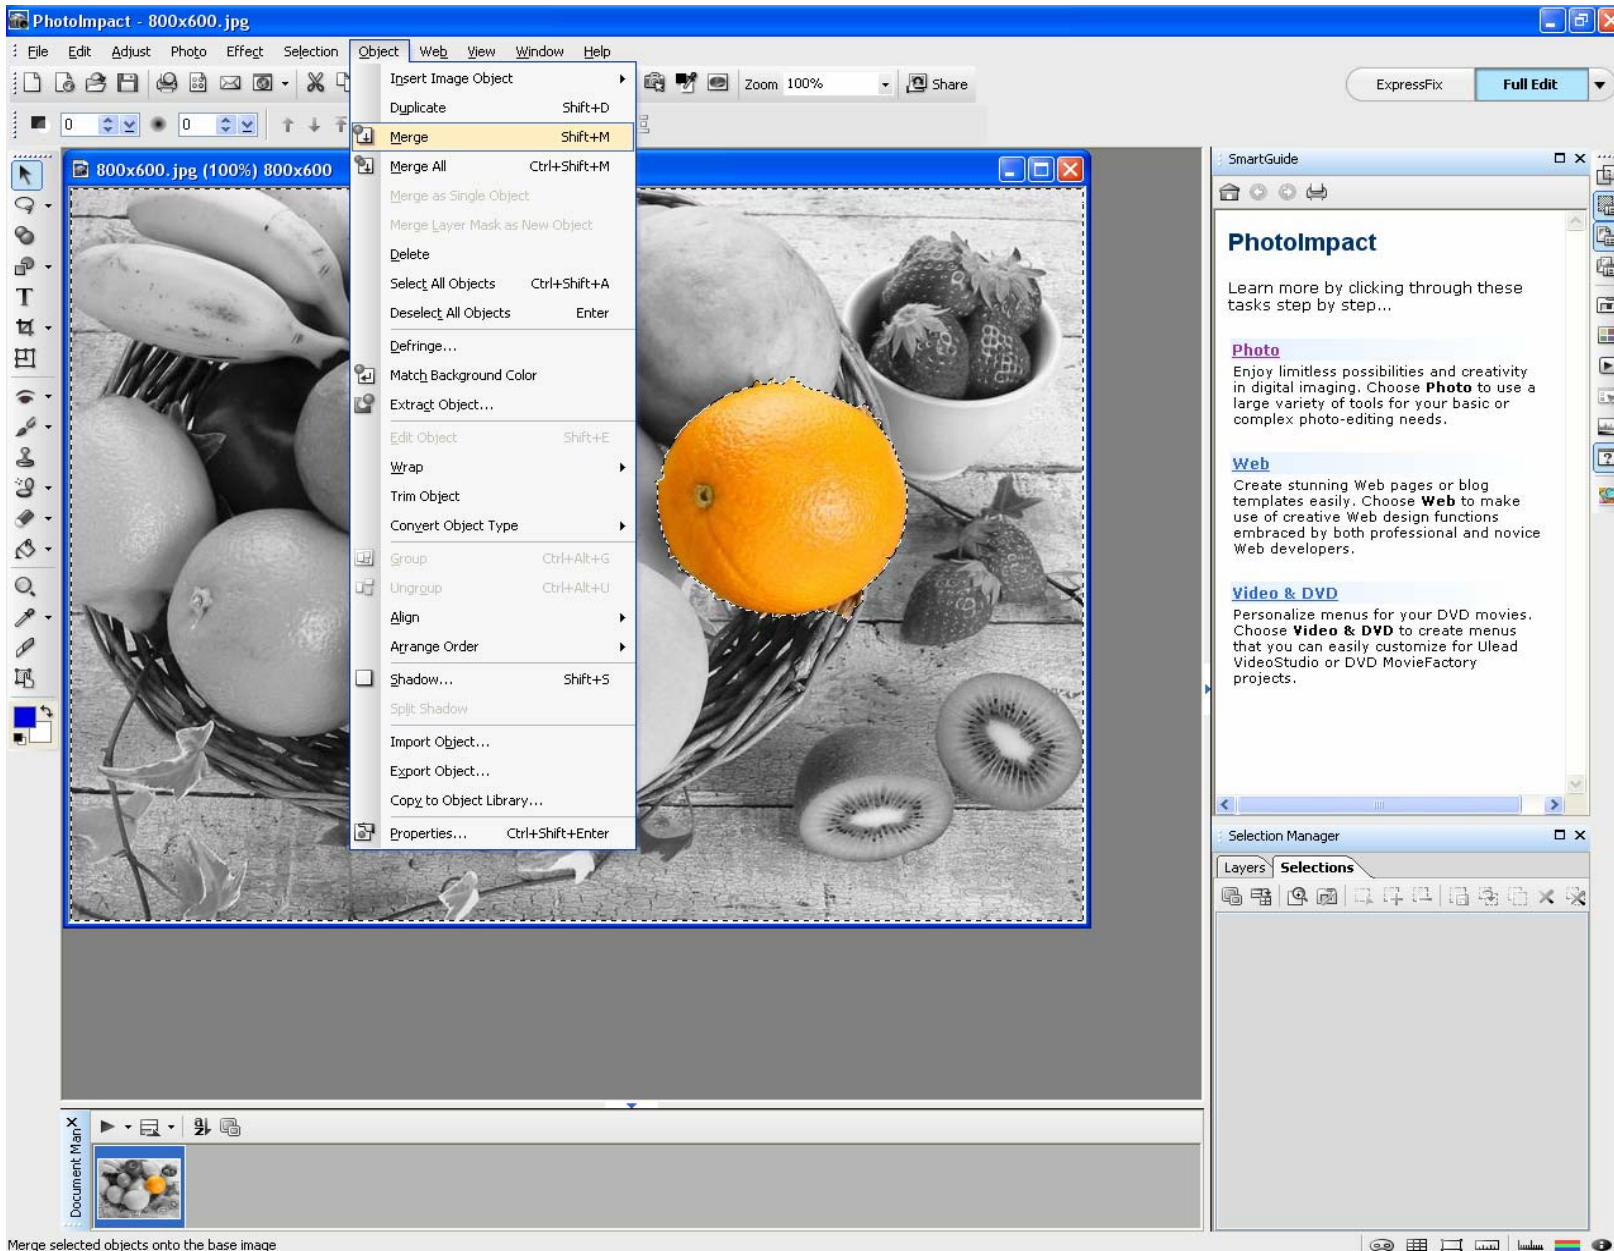 PhotoImpact - 800x600.jpg
File Edit Adjust Photo Effect Selection Object Web View Window Help
Zoom 100% Share
ExpressFix Full Edit
0 0
800x600.jpg (100%) 800x600
Insert Image Object
Duplicate Shift+D
Merge Shift+M
Merge All Ctrl+Shift+M
Merge as Single Object
Merge Layer Mask as New Object
Delete
Select All Objects Ctrl+Shift+A
Deselect All Objects Enter
Defringe...
Match Background Color
Extract Object...
Edit Object Shift+E
Wrap
Trim Object
Convert Object Type
Group Ctrl+Alt+G
Ungroup Ctrl+Alt+U
Align
Arrange Order
Shadow... Shift+S
Split Shadow
Import Object...
Export Object...
Copy to Object Library...
Properties... Ctrl+Shift+Enter
SmartGuide
PhotoImpact
Learn more by clicking through these
tasks step by step...
Photo
Enjoy limitless possibilities and creativity
in digital imaging. Choose Photo to use a
large variety of tools for your basic or
complex photo-editing needs.
Web
Create stunning Web pages or blog
templates easily. Choose Web to make
use of creative Web design functions
embraced by both professional and novice
Web developers.
Video & DVD
Personalize menus for your DVD movies.
Choose Video & DVD to create menus
that you can easily customize for Ulead
VideoStudio or DVD MovieFactory
projects.
Selection Manager
Layers Selections
Document Man
Merge selected objects onto the base image